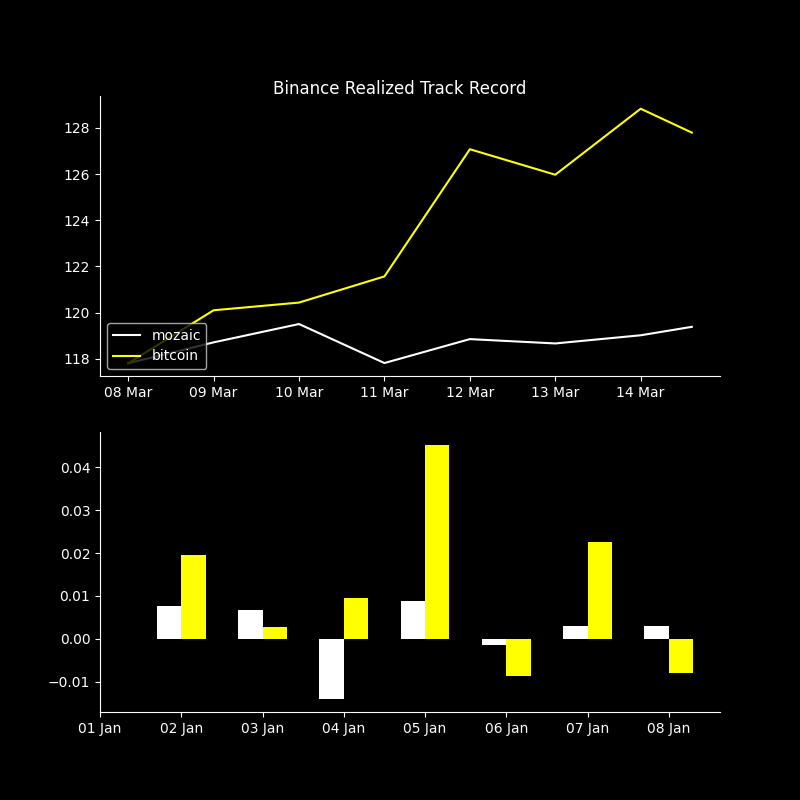 Binance Realized Track Record
128
126
124
122
120
118
mozaic
bitcoin
08 Mar 09 Mar 10 Mar 11 Mar 12 Mar 13 Mar 14 Mar
0.04
0.03
0.02
0.01
0.00
−0.01
01 Jan 02 Jan 03 Jan 04 Jan 05 Jan 06 Jan 07 Jan 08 Jan